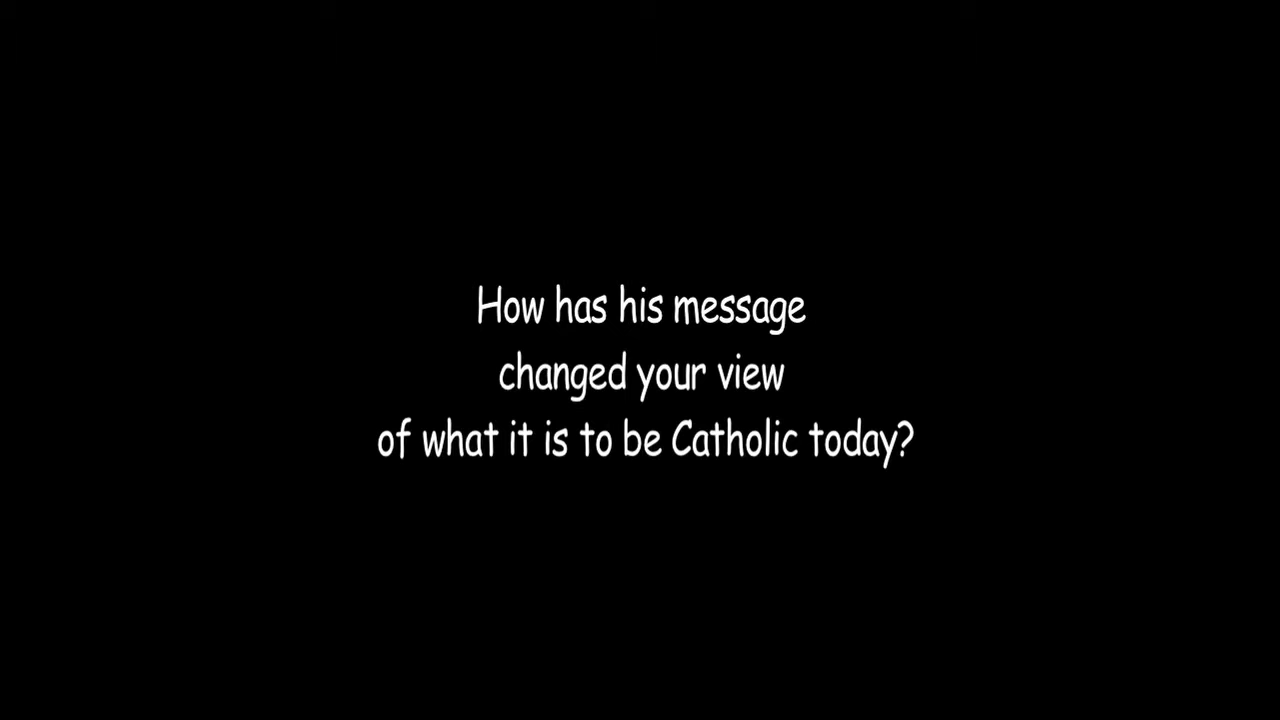 How has his message
changed your view
of what it is to be Catholic today?